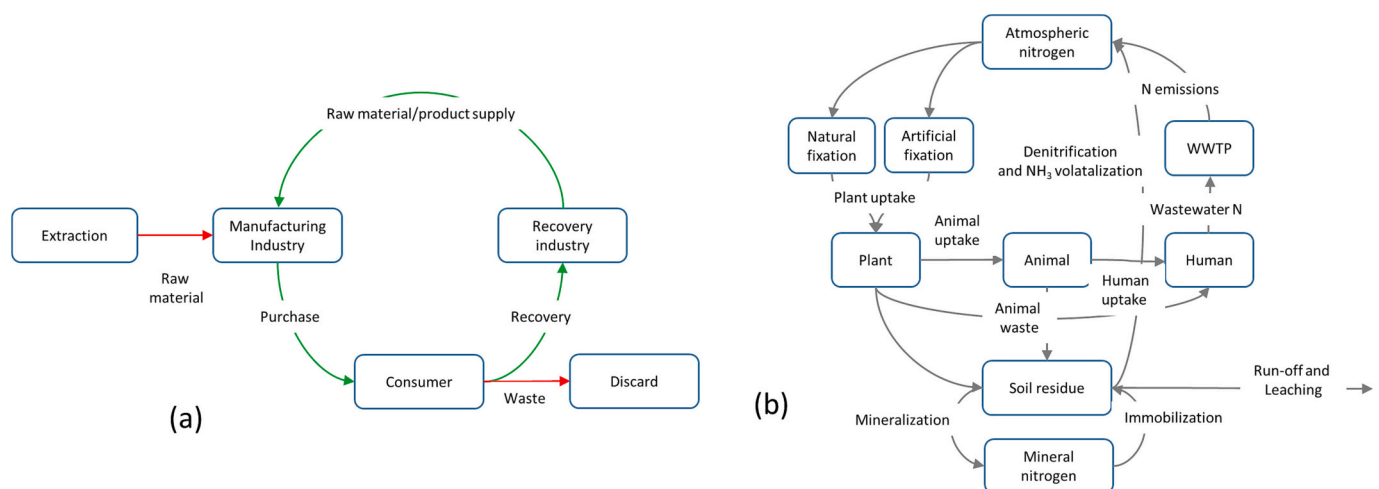 Raw material/product supply
Extraction
Manufacturing
Industry
Recovery
industry
Raw
material
Purchase
Recovery
Consumer
Discard
Waste
(a)
Atmospheric
nitrogen
N emissions
Natural
fixation
Artificial
fixation
Denitrification
and NH₃ volatalization
WWTP
Plant uptake
Animal
uptake
Wastewater N
Plant
Animal
Human
Human
uptake
Animal
waste
Soil residue
Run-off and
Leaching
Mineralization
Immobilization
Mineral
nitrogen
(b)